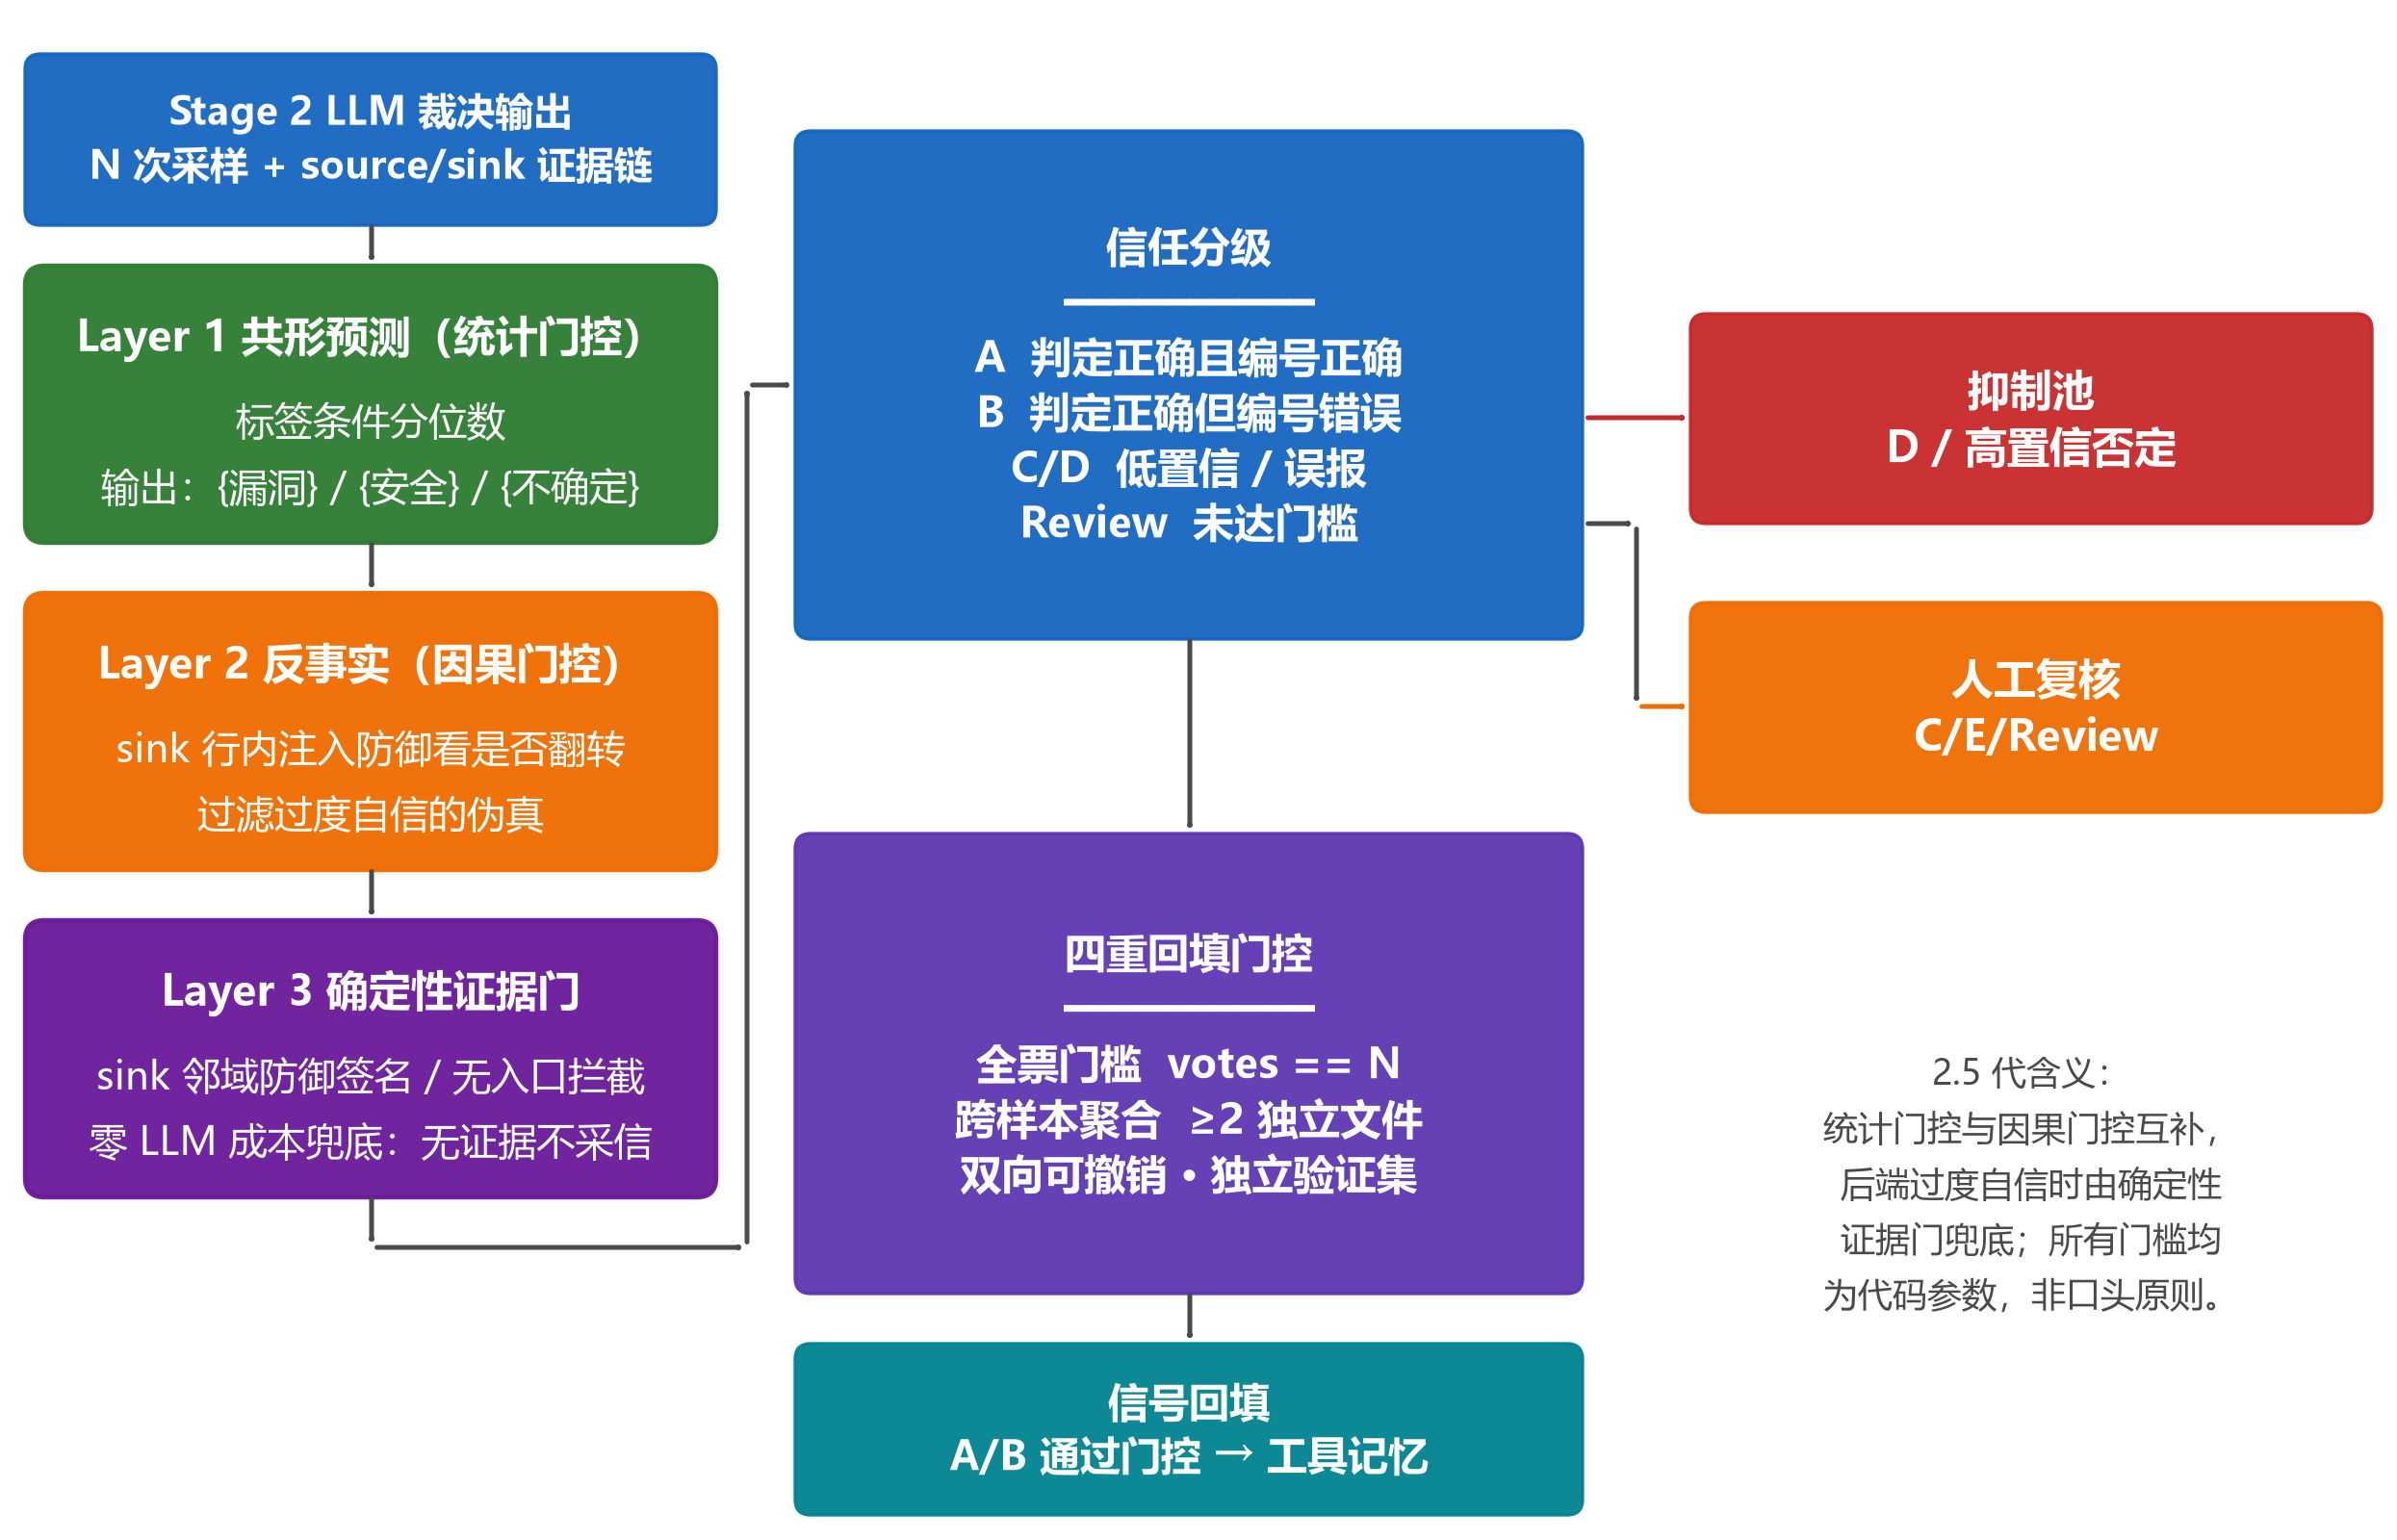 Stage 2 LLM 裁决输出
N 次采样 + source/sink 证据链
Layer 1 共形预测（统计门控）
标签条件分位数
输出：{漏洞} / {安全} / {不确定}
Layer 2 反事实（因果门控）
sink 行内注入防御看是否翻转
过滤过度自信的伪真
Layer 3 确定性证据门
sink 邻域防御签名 / 无入口拦截
零 LLM 成本兜底：无证据不采信
信任分级
A 判定正确且编号正确
B 判定正确但编号错误
C/D 低置信 / 误报
Review 未达门槛
四重回填门控
全票门槛 votes == N
跨样本聚合 ≥2 独立文件
双向可撤销 · 独立验证集
信号回填
A/B 通过门控 → 工具记忆
抑制池
D / 高置信否定
人工复核
C/E/Review
2.5 代含义：
统计门控与因果门控互补，
后端过度自信时由确定性
证据门兜底；所有门槛均
为代码参数，非口头原则。